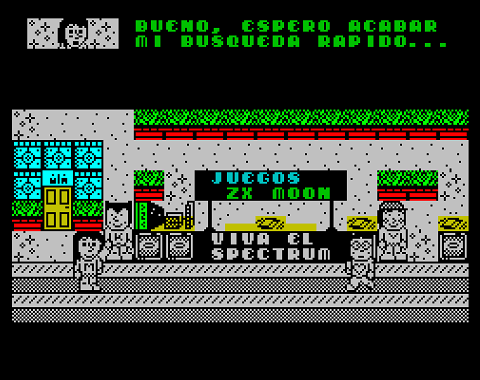 BUENO, ESPERO ACABAR
MI BUSQUEDA RAPIDO...
JUEGOS
ZX MOON
VIVA EL
SPECTRUM